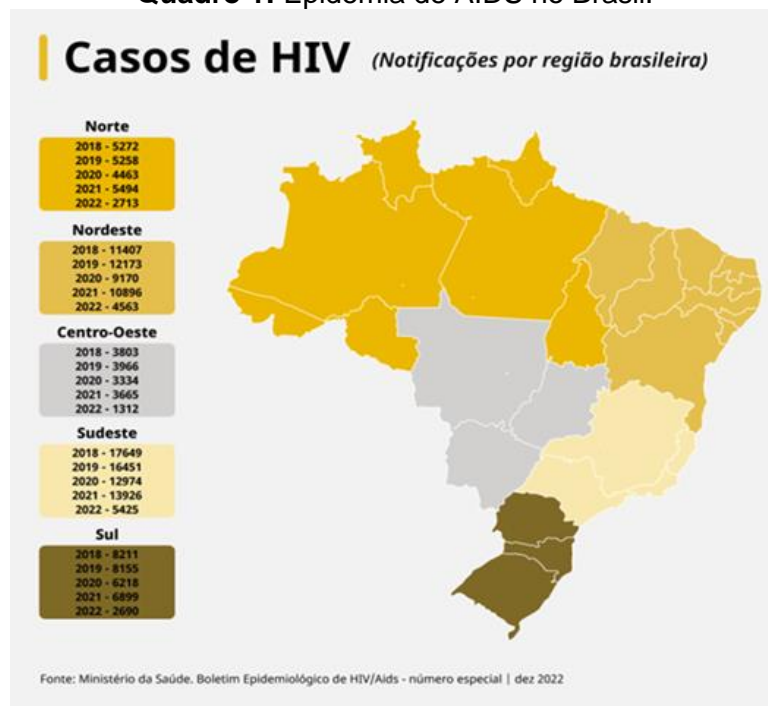 Quadro 1. Epidemia de AIDS no Brasil.
Casos de HIV (Notificações por região brasileira)
Norte
2018 - 5272
2019 - 5258
2020 - 4463
2021 - 5494
2022 - 2713
Nordeste
2018 - 11407
2019 - 12173
2020 - 9170
2021 - 10896
2022 - 4563
Centro-Oeste
2018 - 3803
2019 - 3966
2020 - 3334
2021 - 3665
2022 - 1312
Sudeste
2018 - 17649
2019 - 16451
2020 - 12974
2021 - 13926
2022 - 5425
Sul
2018 - 8211
2019 - 8155
2020 - 6218
2021 - 6899
2022 - 2690
Fonte: Ministério da Saúde. Boletim Epidemiológico de HIV/Aids - número especial | dez 2022